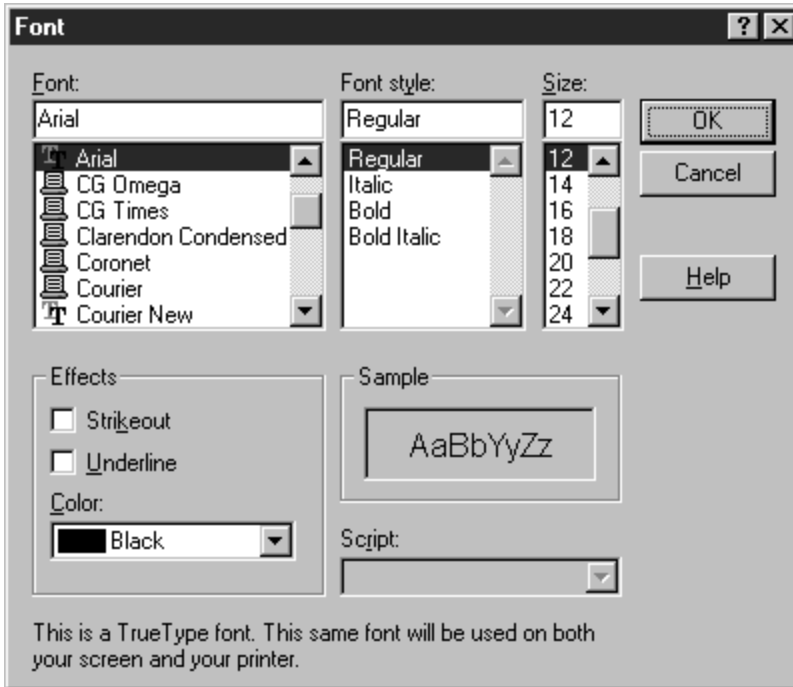 Font
Font:
Arial
Arial
CG Omega
CG Times
Clarendon Condensed
Coronet
Courier
Courier New
Font style:
Regular
Regular
Italic
Bold
Bold Italic
Size:
12
12
14
16
18
20
22
24
OK
Cancel
Help
Effects
Strikeout
Underline
Color:
Black
Sample
AaBbYyZz
Script:
This is a TrueType font. This same font will be used on both
your screen and your printer.